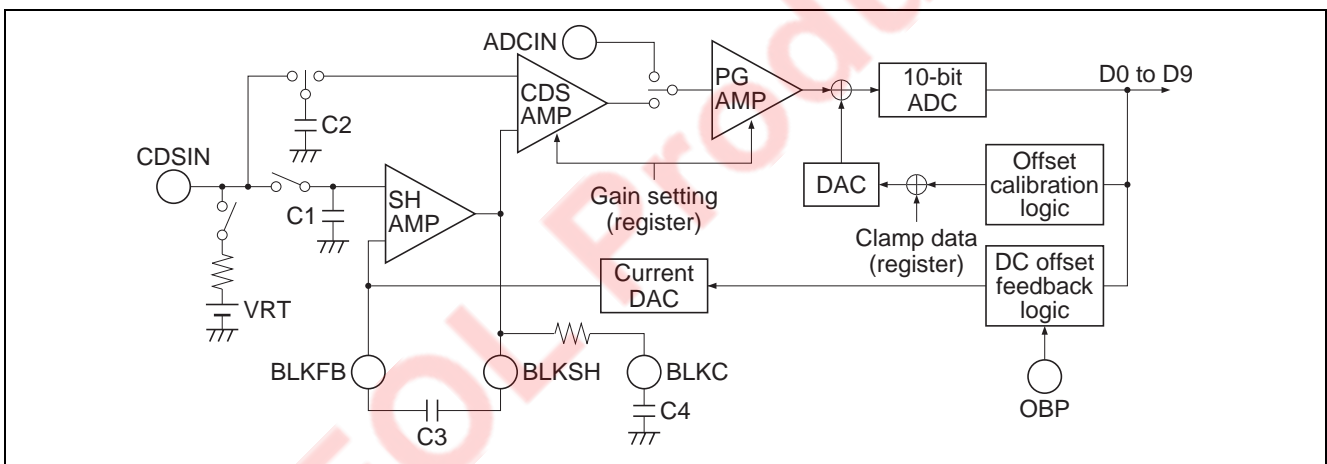 ADCIN
CDS
AMP
PG
AMP
10-bit
ADC
D0 to D9
C2
CDSIN
C1
SH
AMP
Gain setting
(register)
DAC
Offset
calibration
logic
Clamp data
(register)
VRT
Current
DAC
DC offset
feedback
logic
BLKFB
BLKSH
BLKC
C3
C4
OBP
EOL Produ